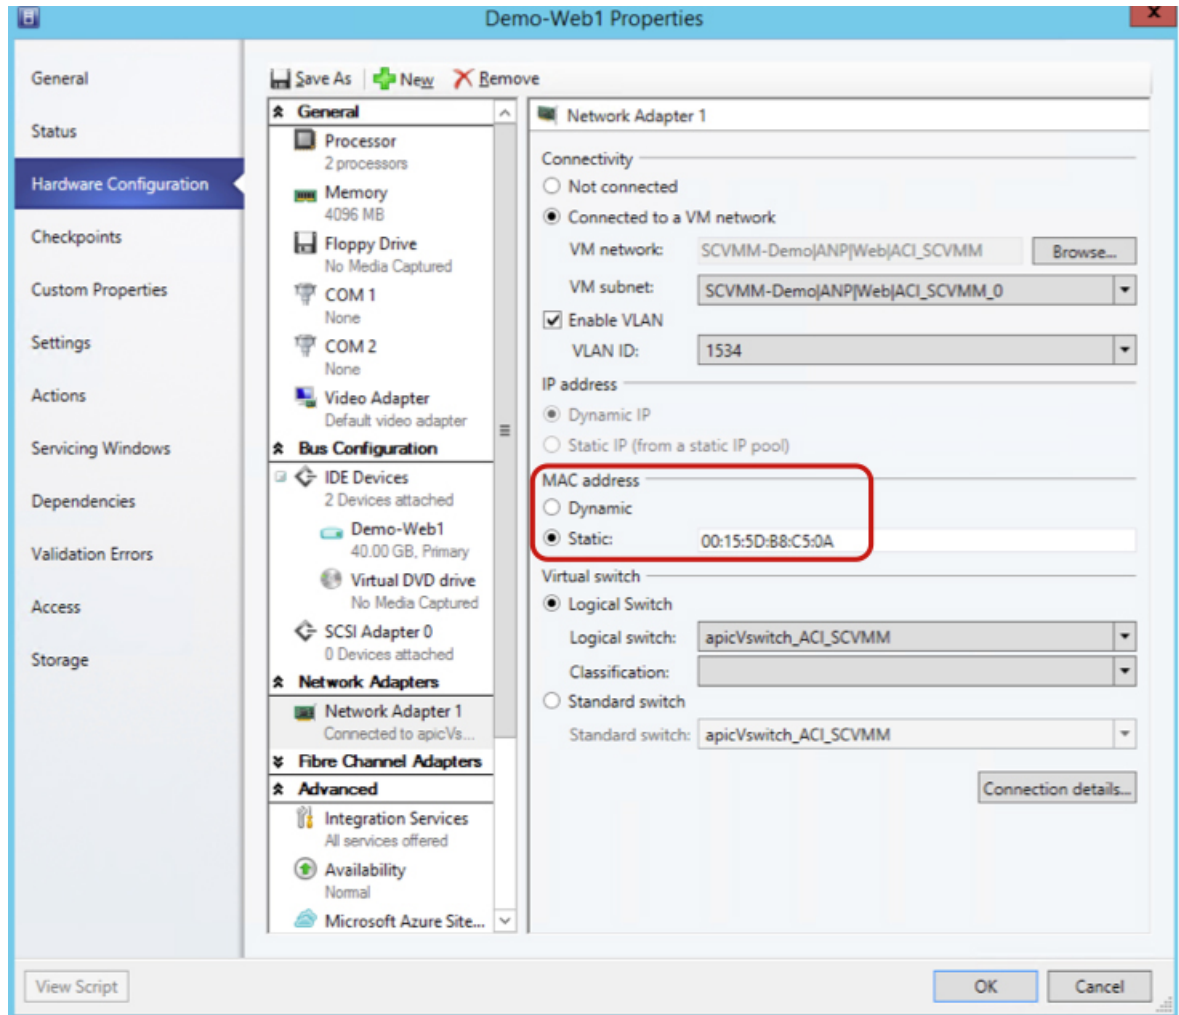 Demo-Web1 Properties
x
General
Status
Hardware Configuration
Checkpoints
Custom Properties
Settings
Actions
Servicing Windows
Dependencies
Validation Errors
Access
Storage
Save As New Remove
General
Processor
2 processors
Memory
4096 MB
Floppy Drive
No Media Captured
COM 1
None
COM 2
None
Video Adapter
Default video adapter
Bus Configuration
IDE Devices
2 Devices attached
Demo-Web1
40.00 GB, Primary
Virtual DVD drive
No Media Captured
SCSI Adapter 0
0 Devices attached
Network Adapters
Network Adapter 1
Connected to apicVs...
Fibre Channel Adapters
Advanced
Integration Services
All services offered
Availability
Normal
Microsoft Azure Site...
Network Adapter 1
Connectivity
Not connected
Connected to a VM network
VM network: SCVMM-Demo|ANP|Web|ACI_SCVMM Browse...
VM subnet: SCVMM-Demo|ANP|Web|ACI_SCVMM_0
Enable VLAN
VLAN ID: 1534
IP address
Dynamic IP
Static IP (from a static IP pool)
MAC address
Dynamic
Static: 00:15:5D:B8:C5:0A
Virtual switch
Logical Switch
Logical switch: apicVswitch_ACI_SCVMM
Classification:
Standard switch
Standard switch: apicVswitch_ACI_SCVMM
Connection details...
View Script OK Cancel